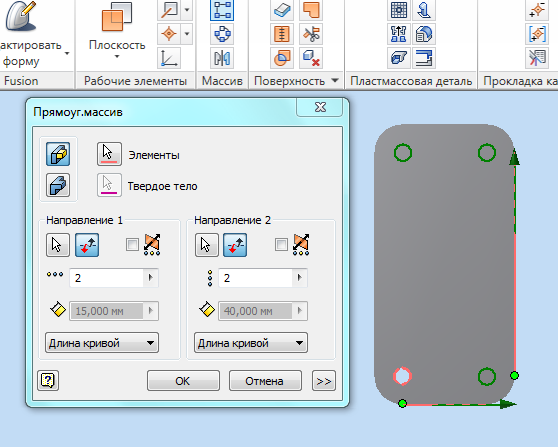 актировать
форму
Плоскость
Fusion
Рабочие элементы
Массив
Поверхность
Пластмассовая деталь
Прокладка ка
Прямоуг.массив
Элементы
Твердое тело
Направление 1
Направление 2
2
2
15,000 мм
40,000 мм
Длина кривой
Длина кривой
?
ОК
Отмена
>>